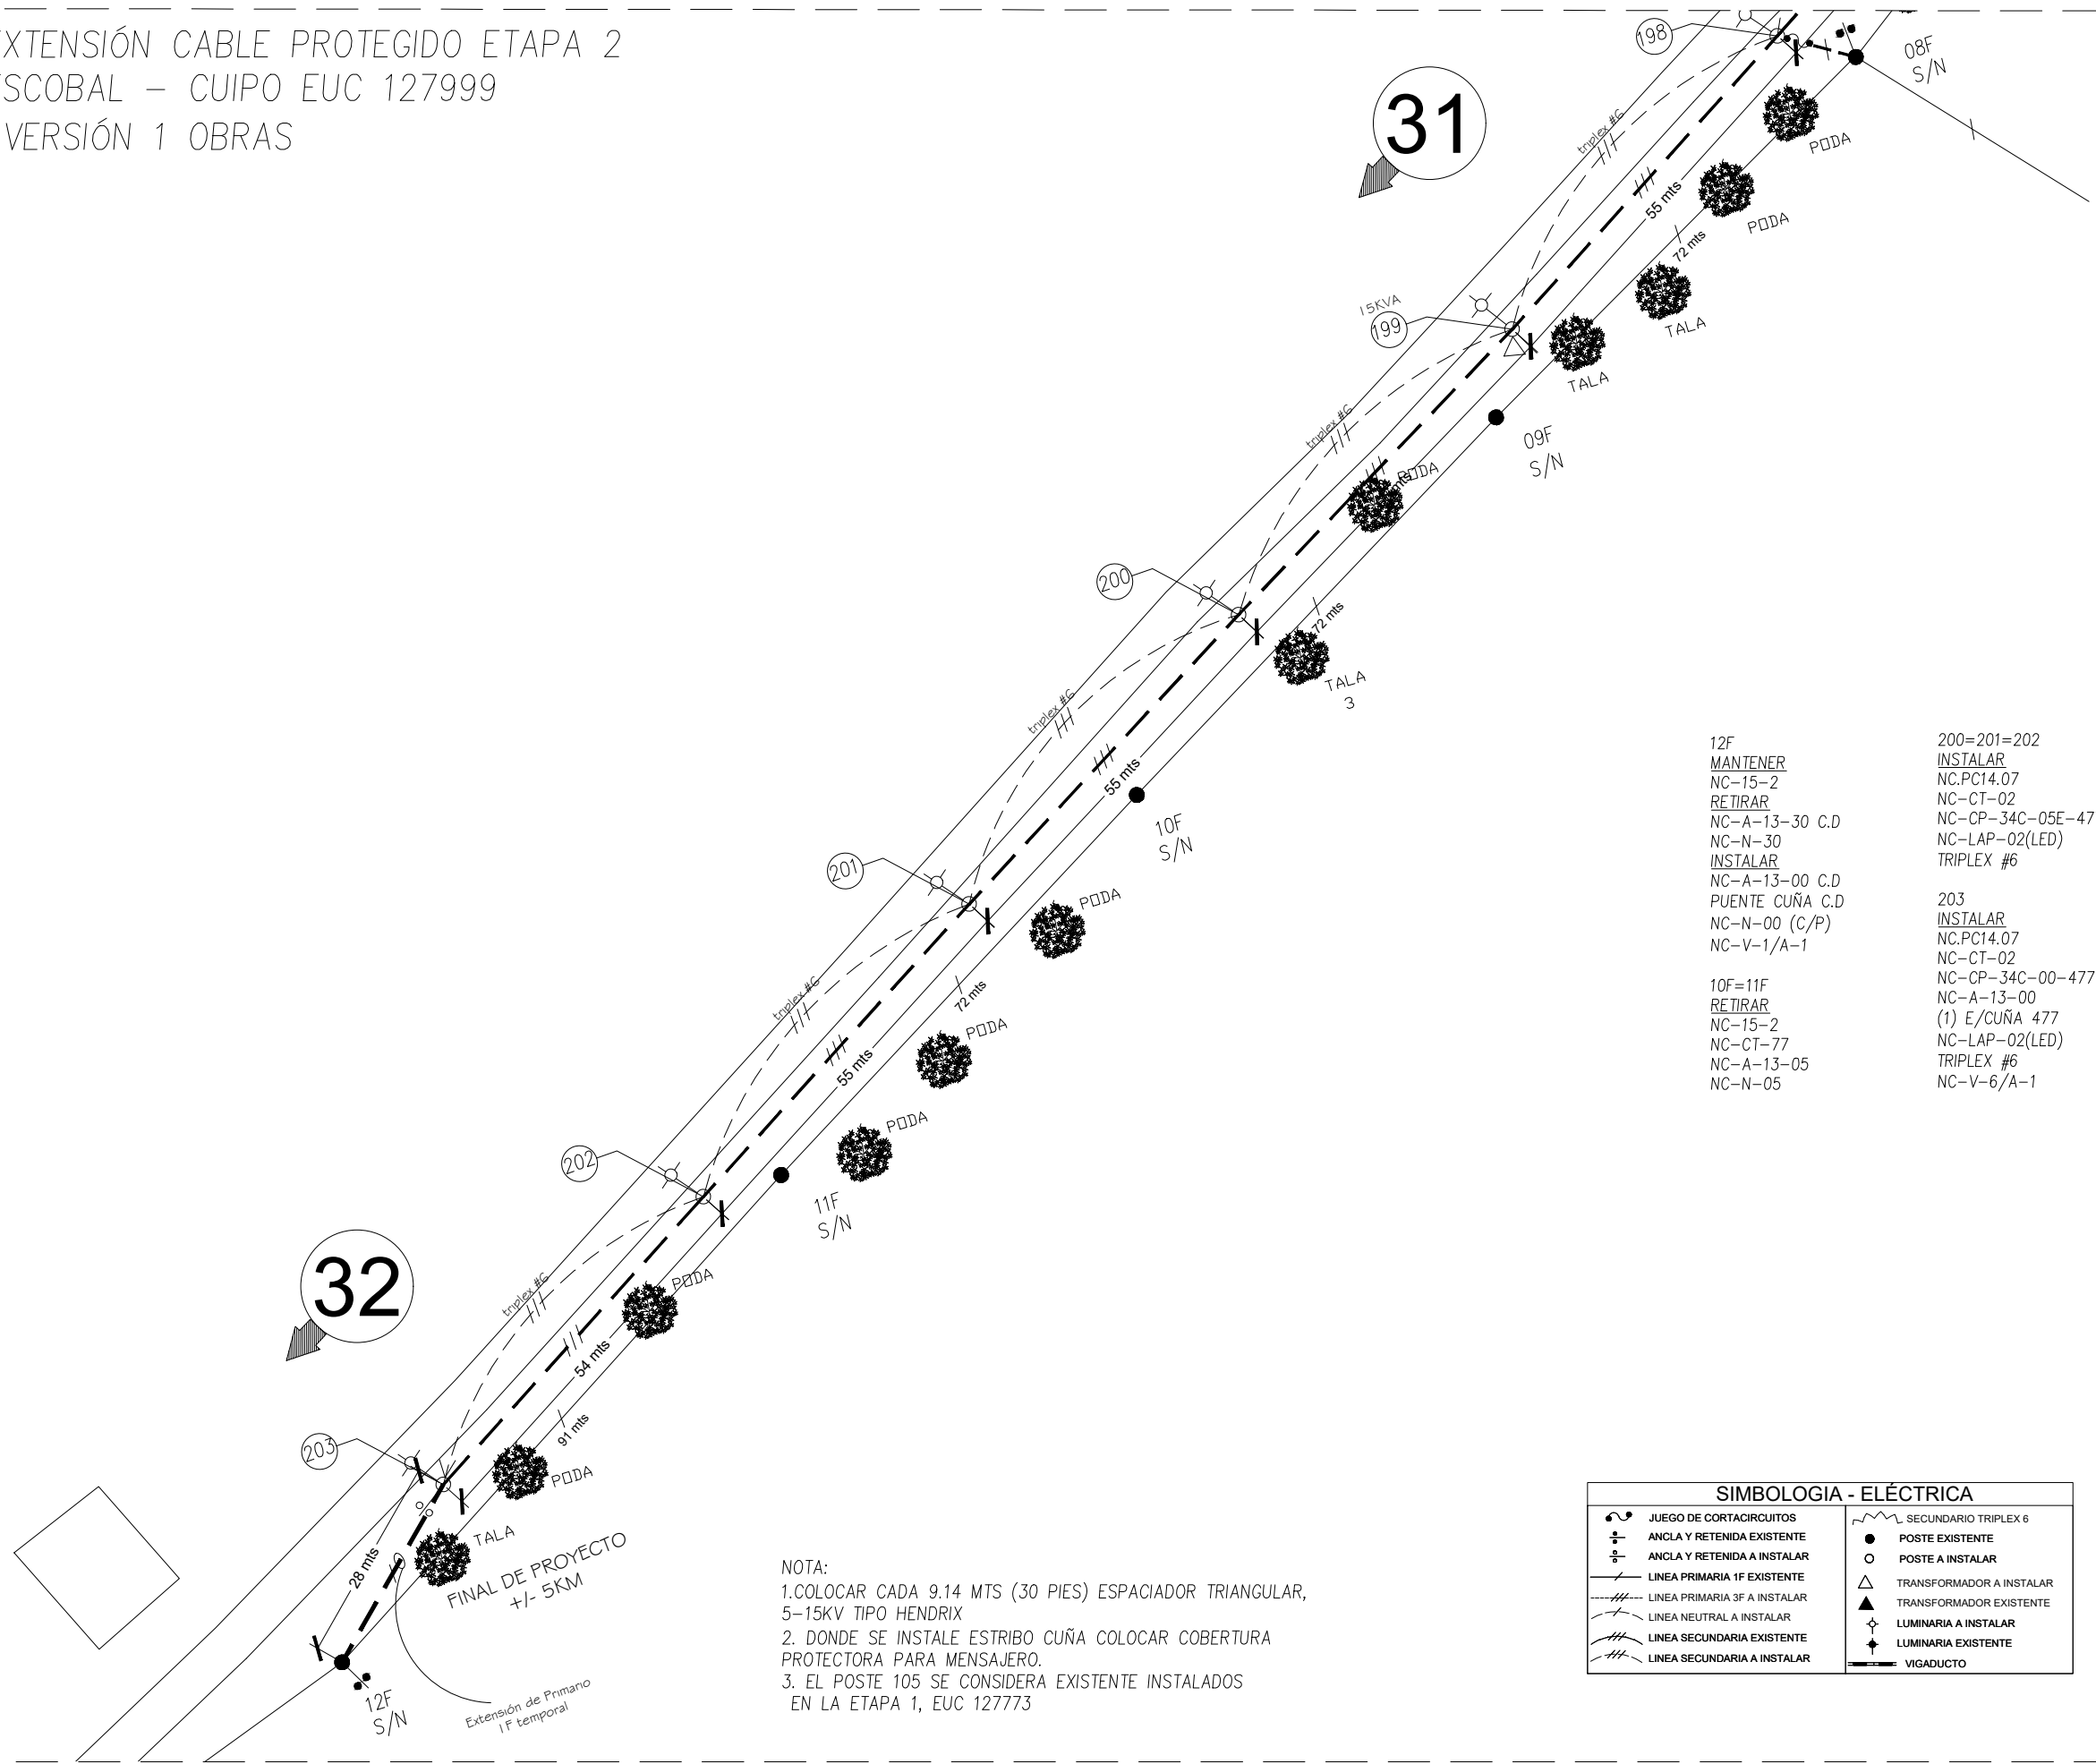 XTENSIÓN CABLE PROTEGIDO ETAPA 2
SCOBAL – CUIPO EUC 127999
VERSIÓN 1 OBRAS
198
08F
S/N
31
triplex #6
PODA
55 mts
PODA
72 mts
TALA
15KVA
199
TALA
triplex #6
09F
S/N
PODA
mts
200
72 mts
TALA
3
triplex #6
55 mts
10F
S/N
201
PODA
72 mts
triplex #6
PODA
55 mts
PODA
202
11F
S/N
32
triplex #6
PODA
54 mts
91 mts
203
PODA
TALA
28 mts
FINAL DE PROYECTO
+/- 5KM
12F
S/N
Extensión de Primario
1F temporal
12F
MANTENER
NC-15-2
RETIRAR
NC-A-13-30 C.D
NC-N-30
INSTALAR
NC-A-13-00 C.D
PUENTE CUÑA C.D
NC-N-00 (C/P)
NC-V-1/A-1
10F=11F
RETIRAR
NC-15-2
NC-CT-77
NC-A-13-05
NC-N-05
200=201=202
INSTALAR
NC.PC14.07
NC-CT-02
NC-CP-34C-05E-47
NC-LAP-02(LED)
TRIPLEX #6
203
INSTALAR
NC.PC14.07
NC-CT-02
NC-CP-34C-00-477
NC-A-13-00
(1) E/CUÑA 477
NC-LAP-02(LED)
TRIPLEX #6
NC-V-6/A-1
NOTA:
1.COLOCAR CADA 9.14 MTS (30 PIES) ESPACIADOR TRIANGULAR,
5-15KV TIPO HENDRIX
2. DONDE SE INSTALE ESTRIBO CUÑA COLOCAR COBERTURA
PROTECTORA PARA MENSAJERO.
3. EL POSTE 105 SE CONSIDERA EXISTENTE INSTALADOS
EN LA ETAPA 1, EUC 127773
SIMBOLOGIA - ELÉCTRICA
JUEGO DE CORTACIRCUITOS
ANCLA Y RETENIDA EXISTENTE
ANCLA Y RETENIDA A INSTALAR
LINEA PRIMARIA 1F EXISTENTE
LINEA PRIMARIA 3F A INSTALAR
LINEA NEUTRAL A INSTALAR
LINEA SECUNDARIA EXISTENTE
LINEA SECUNDARIA A INSTALAR
SECUNDARIO TRIPLEX 6
POSTE EXISTENTE
POSTE A INSTALAR
TRANSFORMADOR A INSTALAR
TRANSFORMADOR EXISTENTE
LUMINARIA A INSTALAR
LUMINARIA EXISTENTE
VIGADUCTO